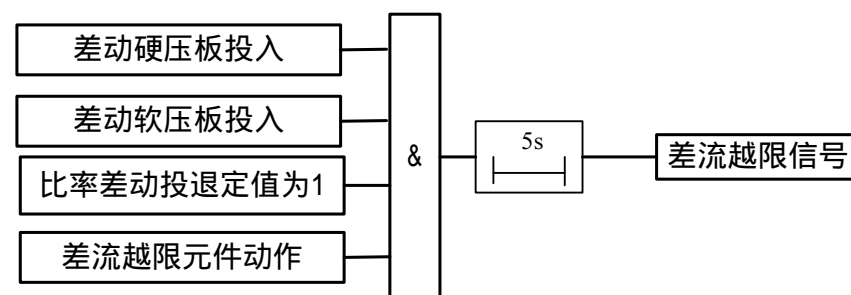 差动硬压板投入
差动软压板投入
比率差动投退定值为1
差流越限元件动作
&
5s
差流越限信号